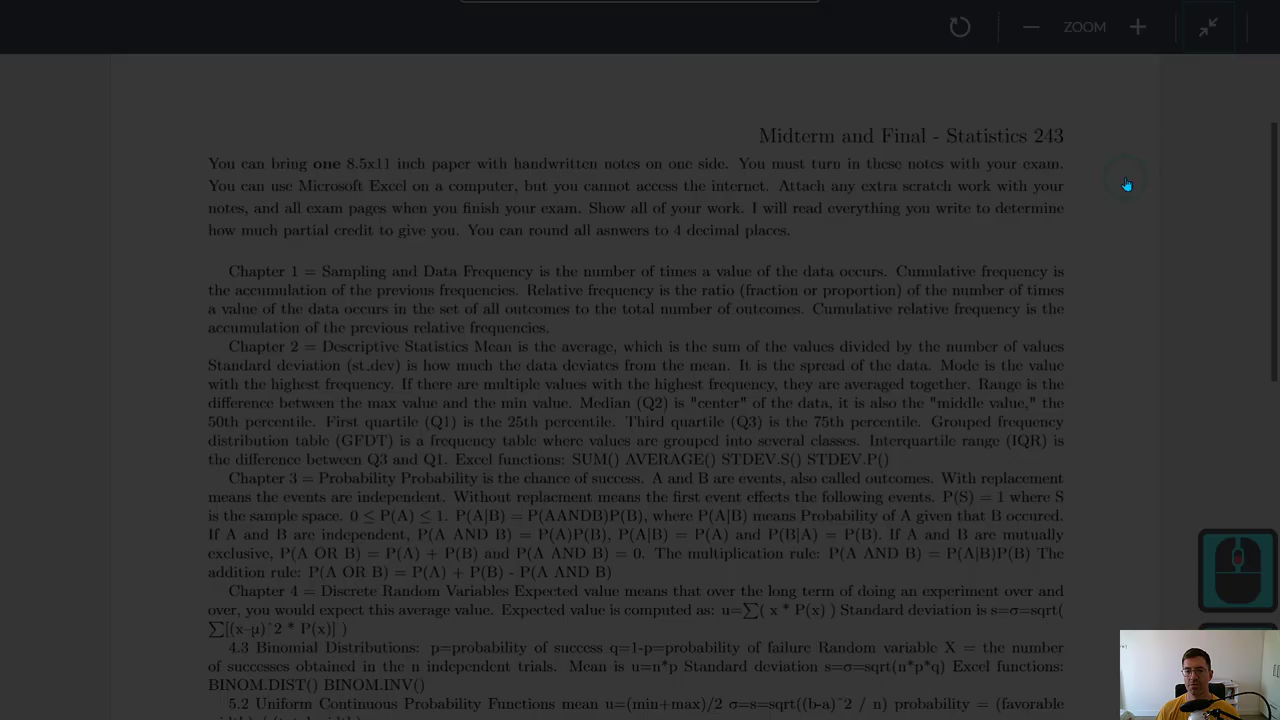 ZOOM
Midterm and Final - Statistics 243
You can bring one 8.5x11 inch paper with handwritten notes on one side. You must turn in these notes with your exam.
You can use Microsoft Excel on a computer, but you cannot access the internet. Attach any extra scratch work with your
notes, and all exam pages when you finish your exam. Show all of your work. I will read everything you write to determine
how much partial credit to give you. You can round all asnwers to 4 decimal places.
Chapter 1 = Sampling and Data Frequency is the number of times a value of the data occurs. Cumulative frequency is
the accumulation of the previous frequencies. Relative frequency is the ratio (fraction or proportion) of the number of times
a value of the data occurs in the set of all outcomes to the total number of outcomes. Cumulative relative frequency is the
accumulation of the previous relative frequencies.
Chapter 2 = Descriptive Statistics Mean is the average, which is the sum of the values divided by the number of values
Standard deviation (st_dev) is how much the data deviates from the mean. It is the spread of the data. Mode is the value
with the highest frequency. If there are multiple values with the highest frequency, they are averaged together. Range is the
difference between the max value and the min value. Median (Q2) is "center" of the data, it is also the "middle value," the
50th percentile. First quartile (Q1) is the 25th percentile. Third quartile (Q3) is the 75th percentile. Grouped frequency
distribution table (GFDT) is a frequency table where values are grouped into several classes. Interquartile range (IQR) is
the difference between Q3 and Q1. Excel functions: SUM() AVERAGE() STDEV.S() STDEV.P()
Chapter 3 = Probability Probability is the chance of success. A and B are events, also called outcomes. With replacement
means the events are independent. Without replacment means the first event effects the following events. P(S) = 1 where S
is the sample space. 0 ≤ P(A) ≤ 1. P(A|B) = P(AANDB)P(B), where P(A|B) means Probability of A given that B occured.
If A and B are independent, P(A AND B) = P(A)P(B), P(A|B) = P(A) and P(B|A) = P(B). If A and B are mutually
exclusive, P(A OR B) = P(A) + P(B) and P(A AND B) = 0. The multiplication rule: P(A AND B) = P(A|B)P(B) The
addition rule: P(A OR B) = P(A) + P(B) - P(A AND B)
Chapter 4 = Discrete Random Variables Expected value means that over the long term of doing an experiment over and
over, you would expect this average value. Expected value is computed as: u=∑( x * P(x) ) Standard deviation is s=σ=sqrt(
∑[(x–µ)ˆ2 * P(x)] )
4.3 Binomial Distributions: p=probability of success q=1-p=probability of failure Random variable X = the number
of successes obtained in the n independent trials. Mean is u=n*p Standard deviation s=σ=sqrt(n*p*q) Excel functions:
BINOM.DIST() BINOM.INV()
5.2 Uniform Continuous Probability Functions mean u=(min+max)/2 σ=s=sqrt((b-a)ˆ2 / n) probability = (favorable